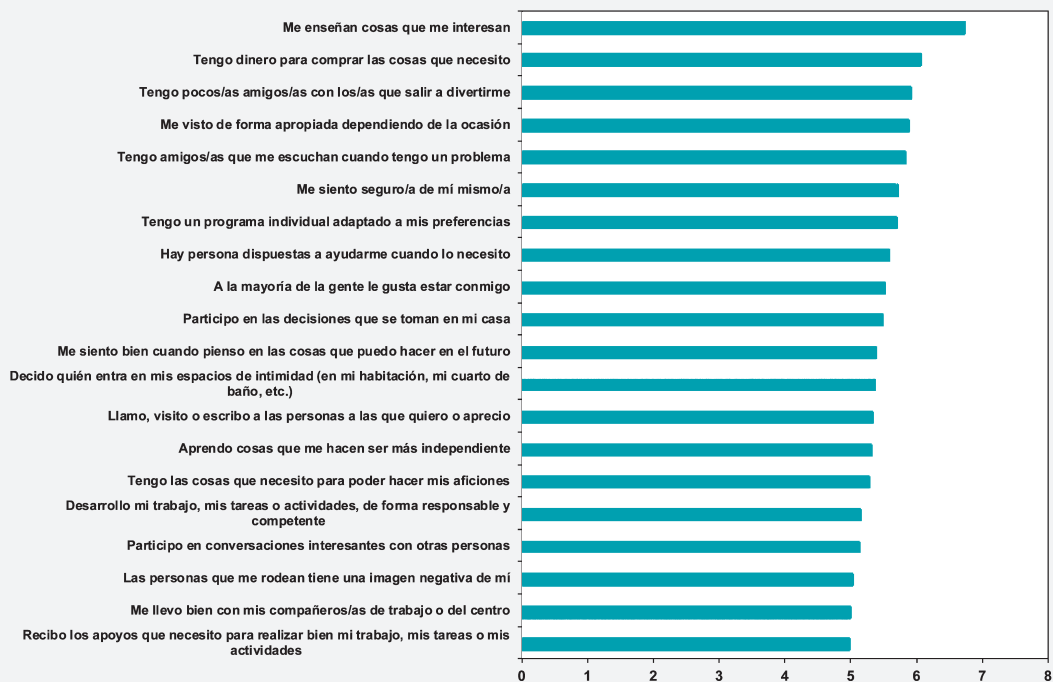 Me enseñan cosas que me interesan
Tengo dinero para comprar las cosas que necesito
Tengo pocos/as amigos/as con los/as que salir a divertirme
Me visto de forma apropiada dependiendo de la ocasión
Tengo amigos/as que me escuchan cuando tengo un problema
Me siento seguro/a de mí mismo/a
Tengo un programa individual adaptado a mis preferencias
Hay persona dispuestas a ayudarme cuando lo necesito
A la mayoría de la gente le gusta estar conmigo
Participo en las decisiones que se toman en mi casa
Me siento bien cuando pienso en las cosas que puedo hacer en el futuro
Decido quién entra en mis espacios de intimidad (en mi habitación, mi cuarto de
baño, etc.)
Llamo, visito o escribo a las personas a las que quiero o aprecio
Aprendo cosas que me hacen ser más independiente
Tengo las cosas que necesito para poder hacer mis aficiones
Desarrollo mi trabajo, mis tareas o actividades, de forma responsable y
competente
Participo en conversaciones interesantes con otras personas
Las personas que me rodean tiene una imagen negativa de mí
Me llevo bien con mis compañeros/as de trabajo o del centro
Recibo los apoyos que necesito para realizar bien mi trabajo, mis tareas o mis
actividades
0 1 2 3 4 5 6 7 8